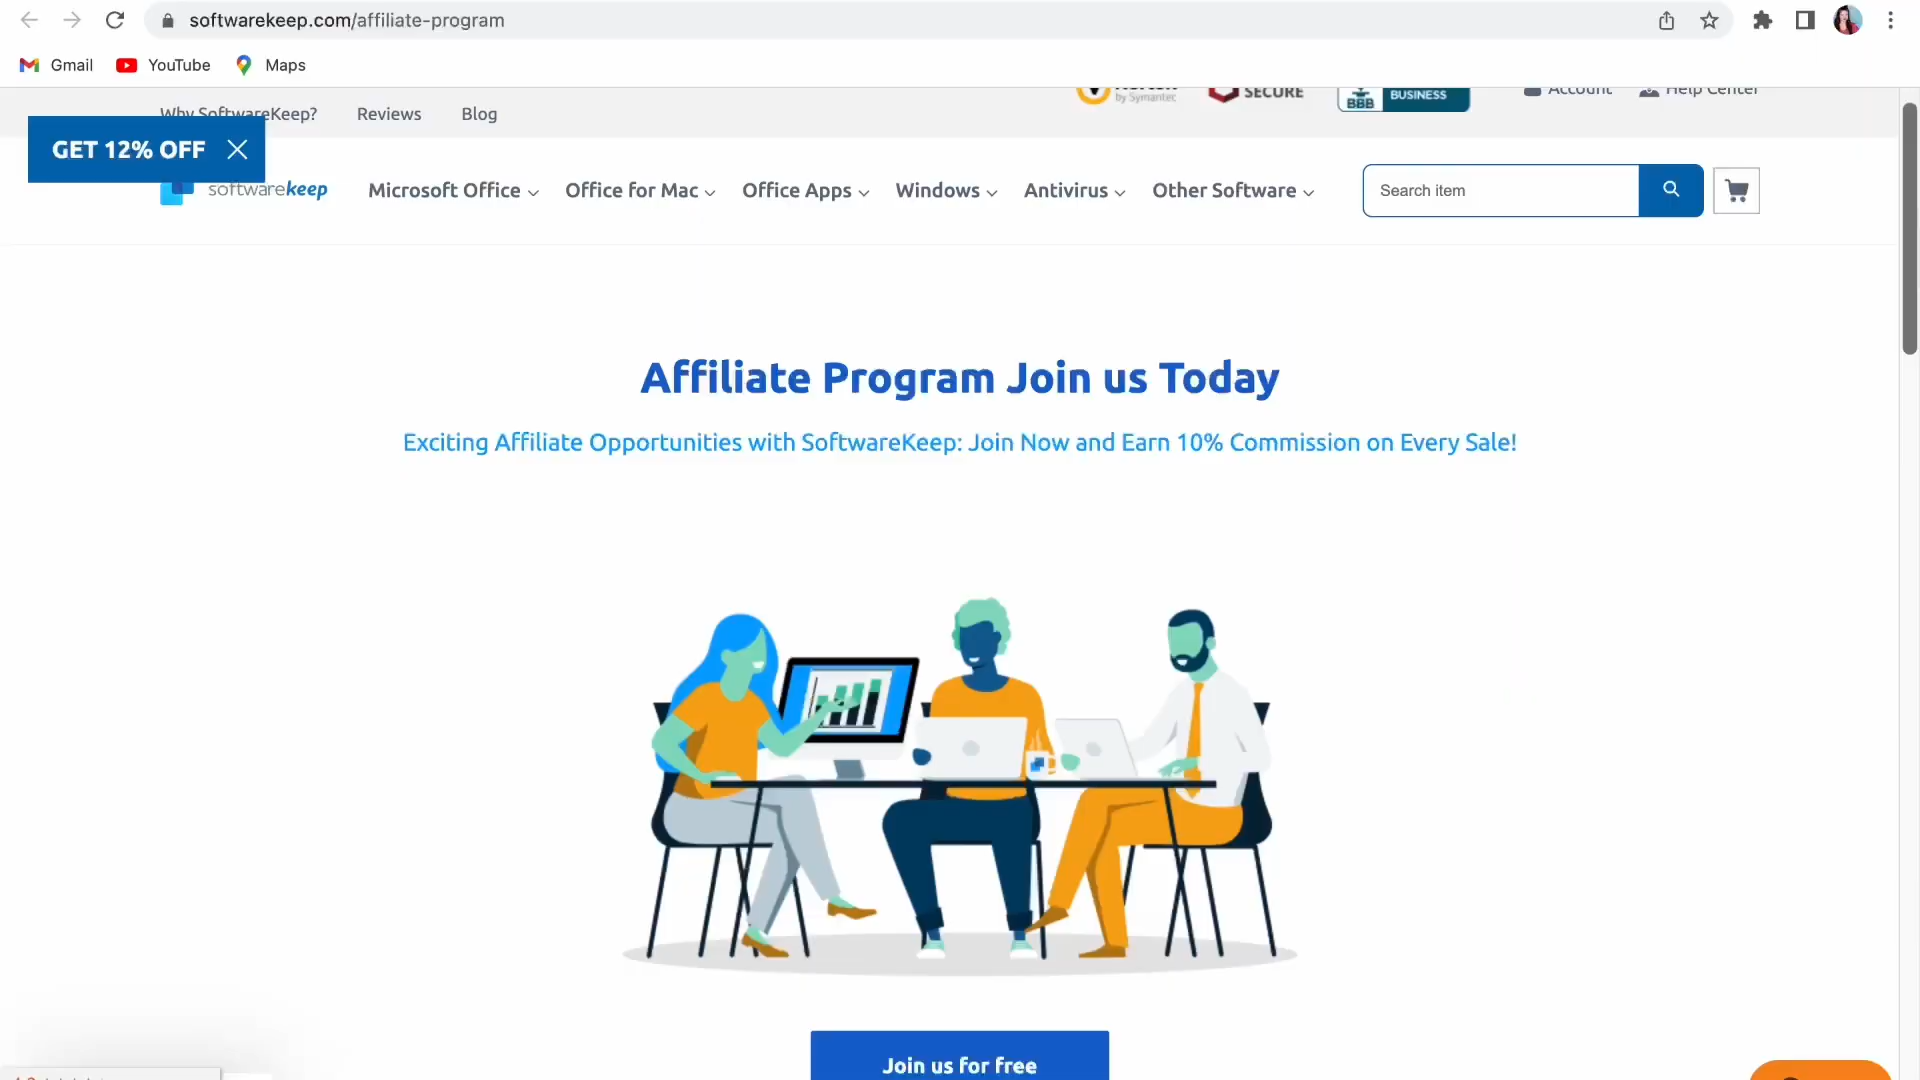 softwarekeep.com/affiliate-program
Gmail YouTube Maps
Why SoftwareKeep? Reviews Blog
by Symantec SECURE BBB BUSINESS Account Help Center
GET 12% OFF
softwarekeep Microsoft Office Office for Mac Office Apps Windows Antivirus Other Software Search item
Affiliate Program Join us Today
Exciting Affiliate Opportunities with SoftwareKeep: Join Now and Earn 10% Commission on Every Sale!
Join us for free